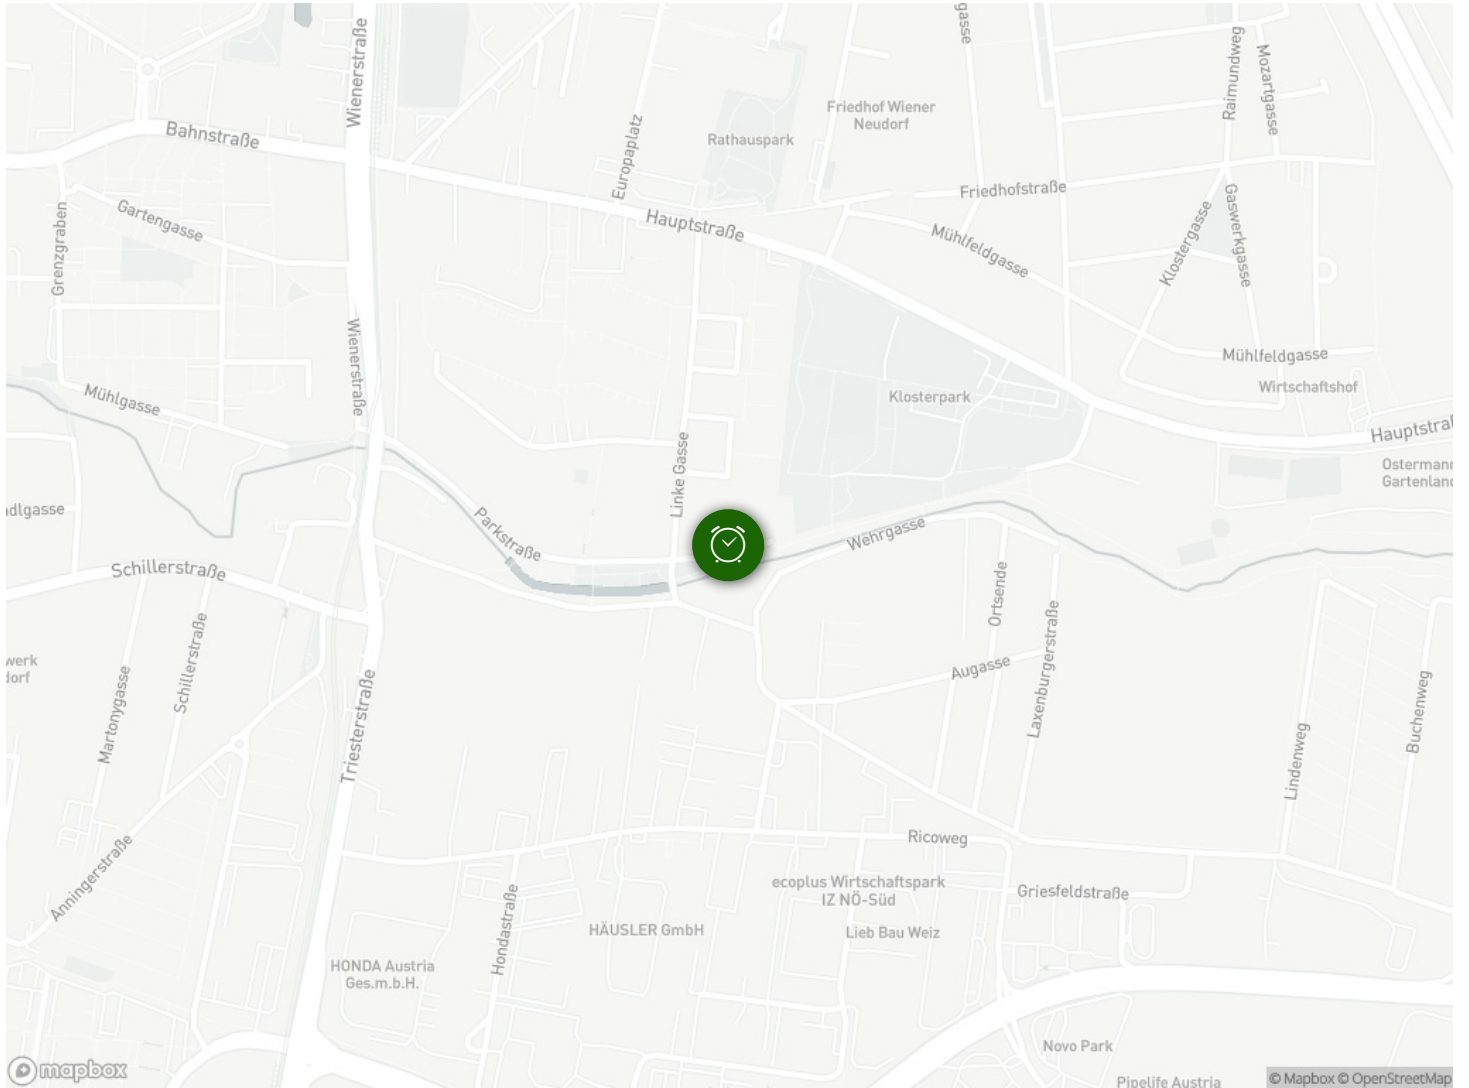 Wienerstraße
gasse
Raimundweg
Mozartgasse
Friedhof Wiener
Neudorf
Rathauspark
Bahnstraße
Europaplatz
Friedhofstraße
Gartengasse
Hauptstraße
Mühlfeldgasse
Klostergasse
Gaswerkgasse
Grenzgraben
Wienerstraße
Mühlfeldgasse
Wirtschaftshof
Klosterpark
Mühlgasse
Hauptstraß
Linke Gasse
Ostermann
Gartenland
adlgasse
Parkstraße
Wehrgasse
Schillerstraße
Ortsende
Laxenburgerstraße
Schillerstraße
werk
dorf
Augasse
Martonygasse
Triesterstraße
Lindenweg
Buchenweg
Ricoweg
Anningerstraße
ecoplus Wirtschaftspark
IZ NÖ-Süd
Griesfeldstraße
Hondastraße
HÄUSLER GmbH
Lieb Bau Weiz
HONDA Austria
Ges.m.b.H.
Novo Park
mapbox
© Mapbox © OpenStreetMap
Pipelife Austria